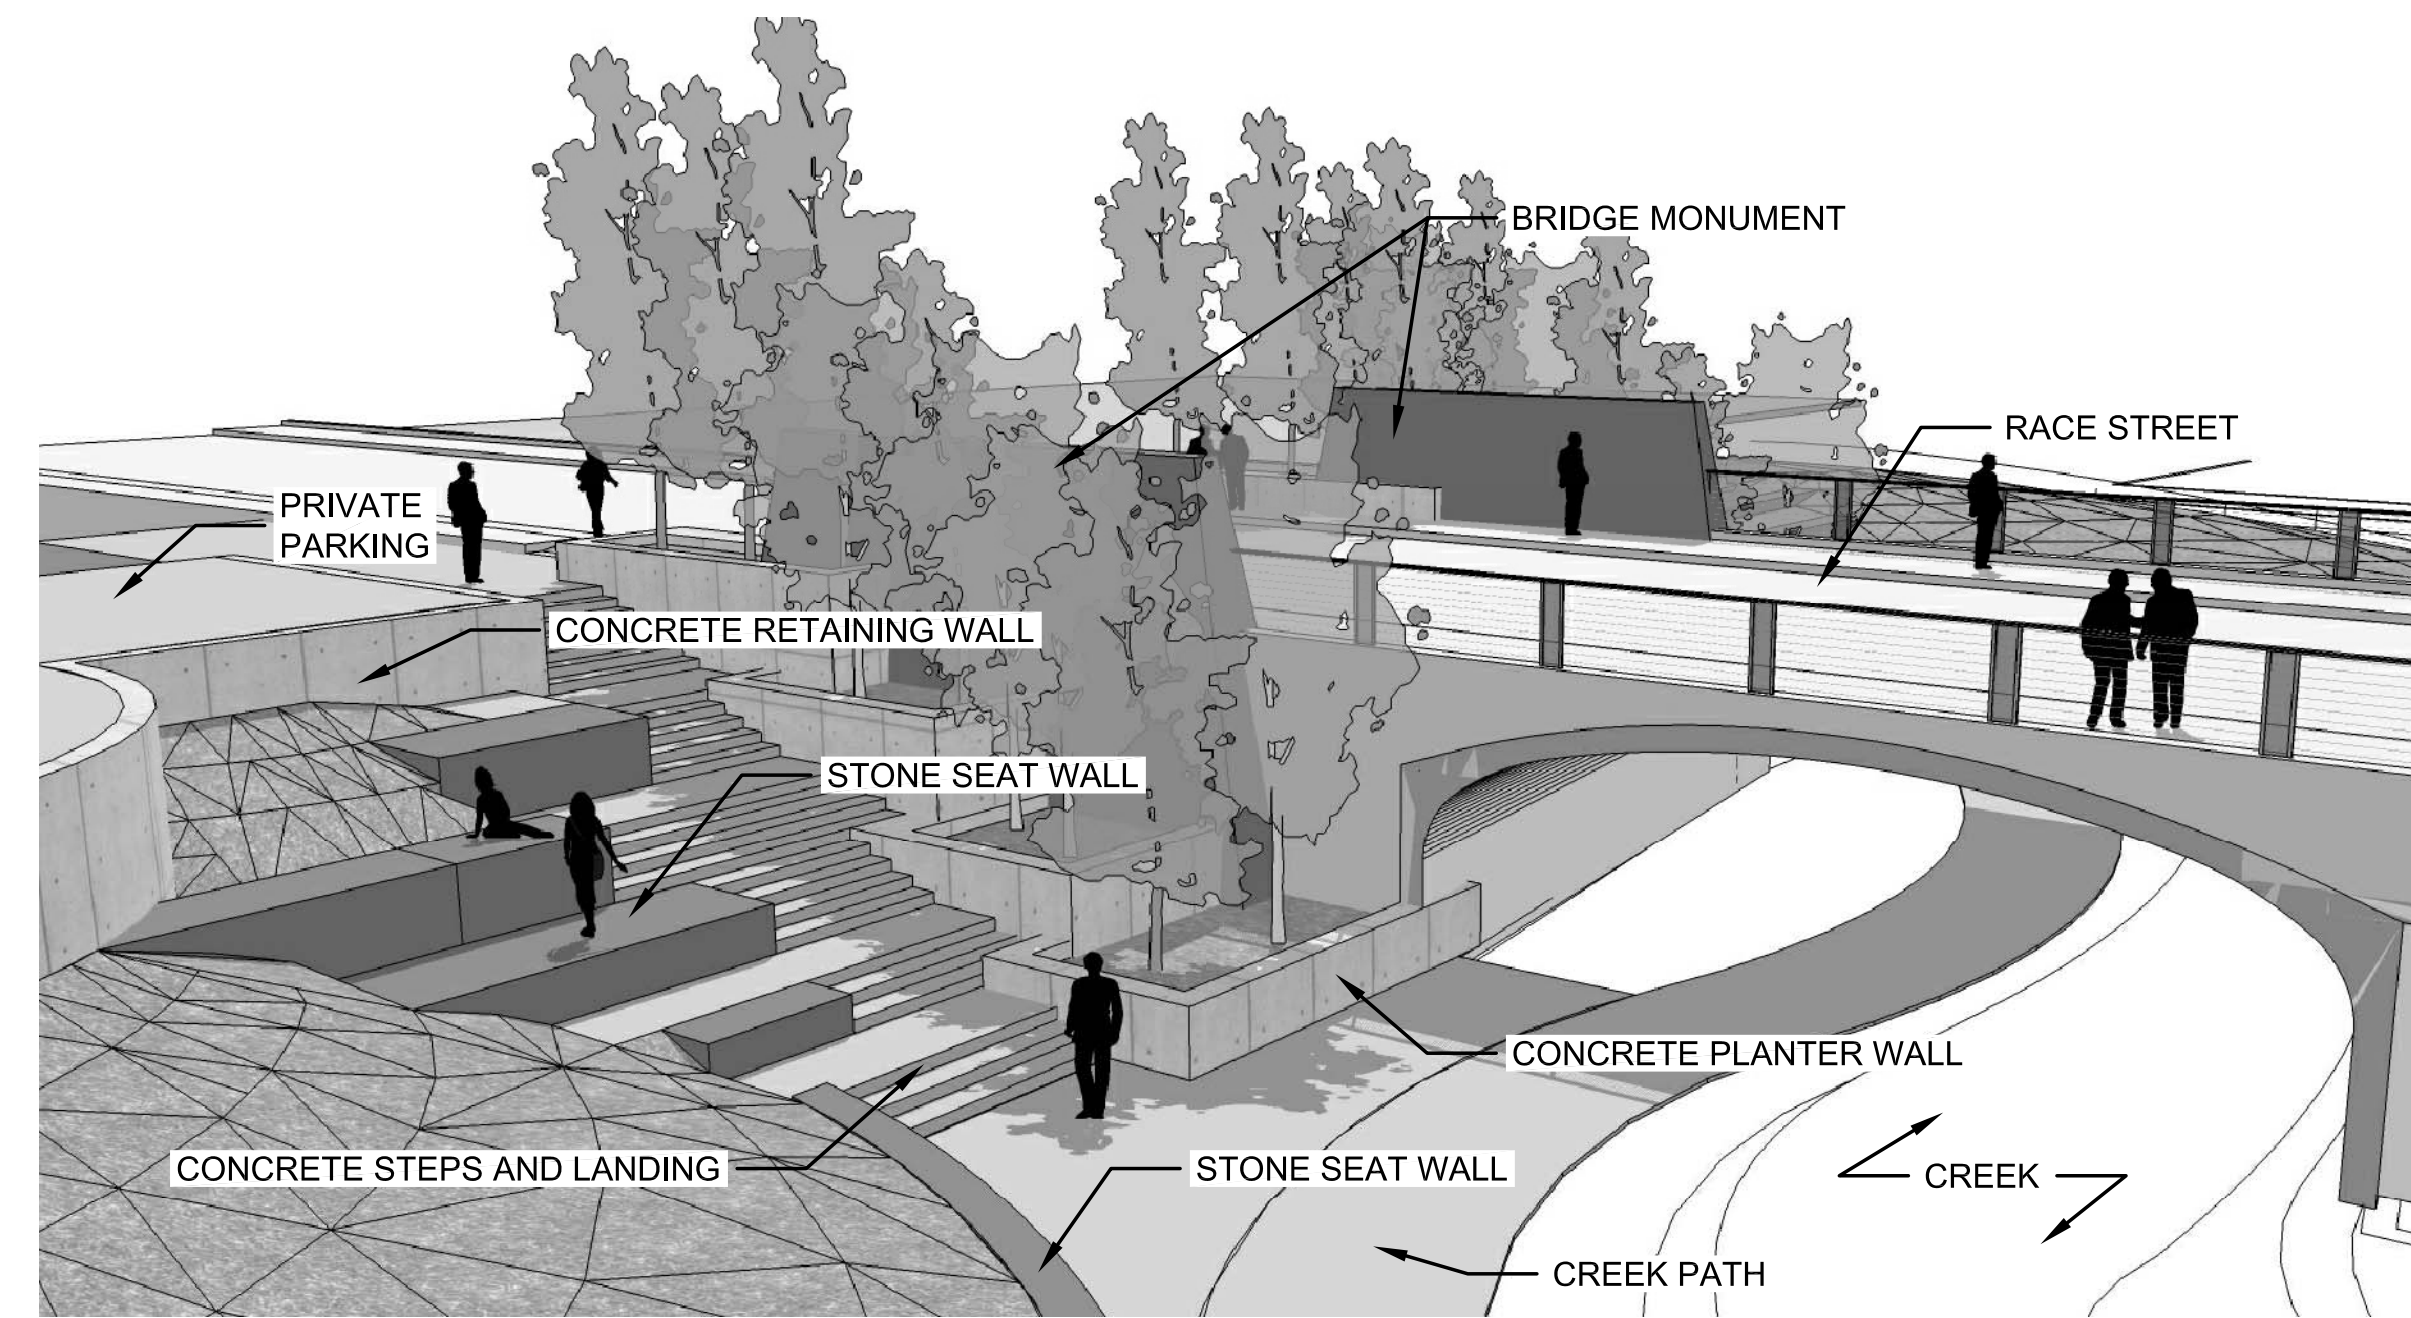 BRIDGE MONUMENT
RACE STREET
PRIVATE
PARKING
CONCRETE RETAINING WALL
STONE SEAT WALL
CONCRETE PLANTER WALL
CONCRETE STEPS AND LANDING
STONE SEAT WALL
CREEK
CREEK PATH